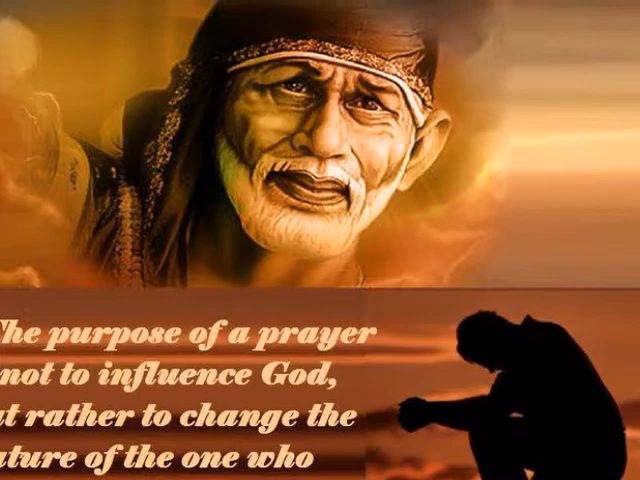 The purpose of a prayer
not to influence God,
rather to change the
of the one who